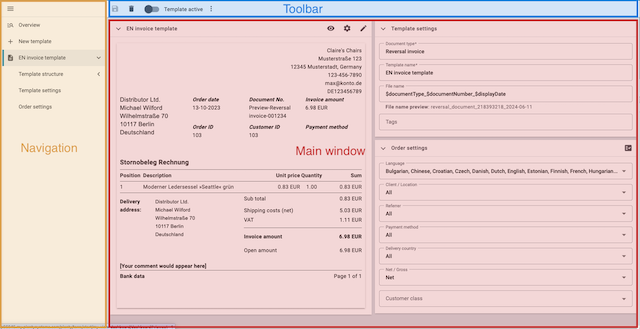 Template active
Toolbar
Overview
New template
EN invoice template
Template structure
Template settings
Order settings
Navigation
EN invoice template
Claire's Chairs
Musterstraße 123
12345 Musterstadt, Germany
123-456-7890
max@konto.de
DE123456789
Distributor Ltd.
Michael Wilford
Wilhelmstraße 70
10117 Berlin
Deutschland
Order date
13-10-2023
Document No.
Preview-Reversal
invoice-001234
Invoice amount
6.98 EUR
Order ID
103
Customer ID
103
Payment method
Main window
Stornobeleg Rechnung
Position Description Unit price Quantity Sum
1 Moderner Ledersessel »Seattle« grün 0.83 EUR 1.00 0.83 EUR
Delivery address:
Distributor Ltd.
Michael Wilford
Wilhelmstraße 70
10117 Berlin
Deutschland
Sub total 0.83 EUR
Shipping costs (net) 5.03 EUR
VAT 1.11 EUR
Invoice amount 6.98 EUR
Open amount 6.98 EUR
[Your comment would appear here]
Bank data Page 1 of 1
Template settings
Document type*
Reversal invoice
Template name*
EN invoice template
File name
$documentType_$documentNumber_$displayDate
File name preview: reversal_document_218393218_2024-06-11
Tags
Order settings
Language
Bulgarian, Chinese, Croatian, Czech, Danish, Dutch, English, Estonian, Finnish, French, Hungarian...
Client / Location
All
Referrer
All
Payment method
All
Delivery country
All
Net / Gross
Net
Customer class